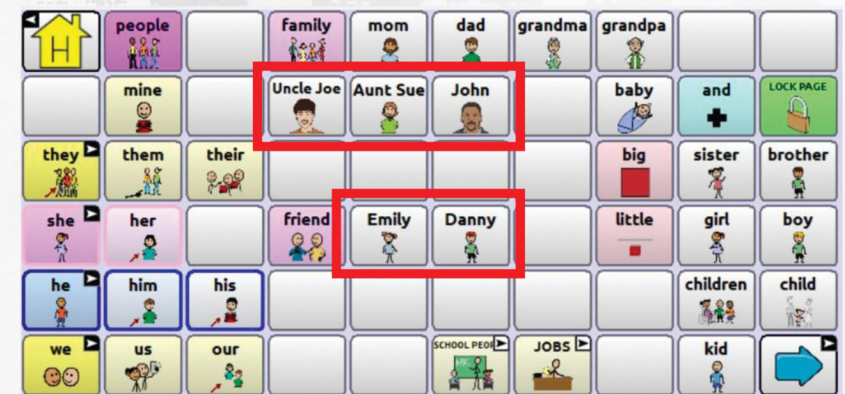 H people family mom dad grandma grandpa
mine Uncle Joe Aunt Sue John baby and LOCK PAGE
they them their big sister brother
she her friend Emily Danny little girl boy
he him his children child
we us our SCHOOL PEOP JOBS kid